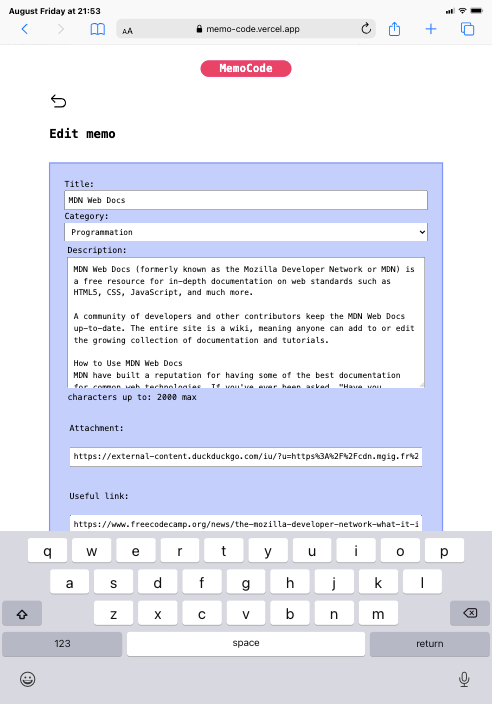 August Friday at 21:53
AA
memo-code.vercel.app
MemoCode
Edit memo
Title:
MDN Web Docs
Category:
Programmation
Description:
MDN Web Docs (formerly known as the Mozilla Developer Network or MDN) is
a free resource for in-depth documentation on web standards such as
HTML5, CSS, JavaScript, and much more.
A community of developers and other contributors keep the MDN Web Docs
up-to-date. The entire site is a wiki, meaning anyone can add to or edit
the growing collection of documentation and tutorials.
How to Use MDN Web Docs
MDN have built a reputation for having some of the best documentation
for common web technologies. If you've ever been asked, "Have you
characters up to: 2000 max
Attachment:
https://external-content.duckduckgo.com/iu/?u=https%3A%2F%2Fcdn.mgig.fr%2
Useful link:
https://www.freecodecamp.org/news/the-mozilla-developer-network-what-it-i
q w e r t y u i o p
a s d f g h j k l
z x c v b n m
123 space return